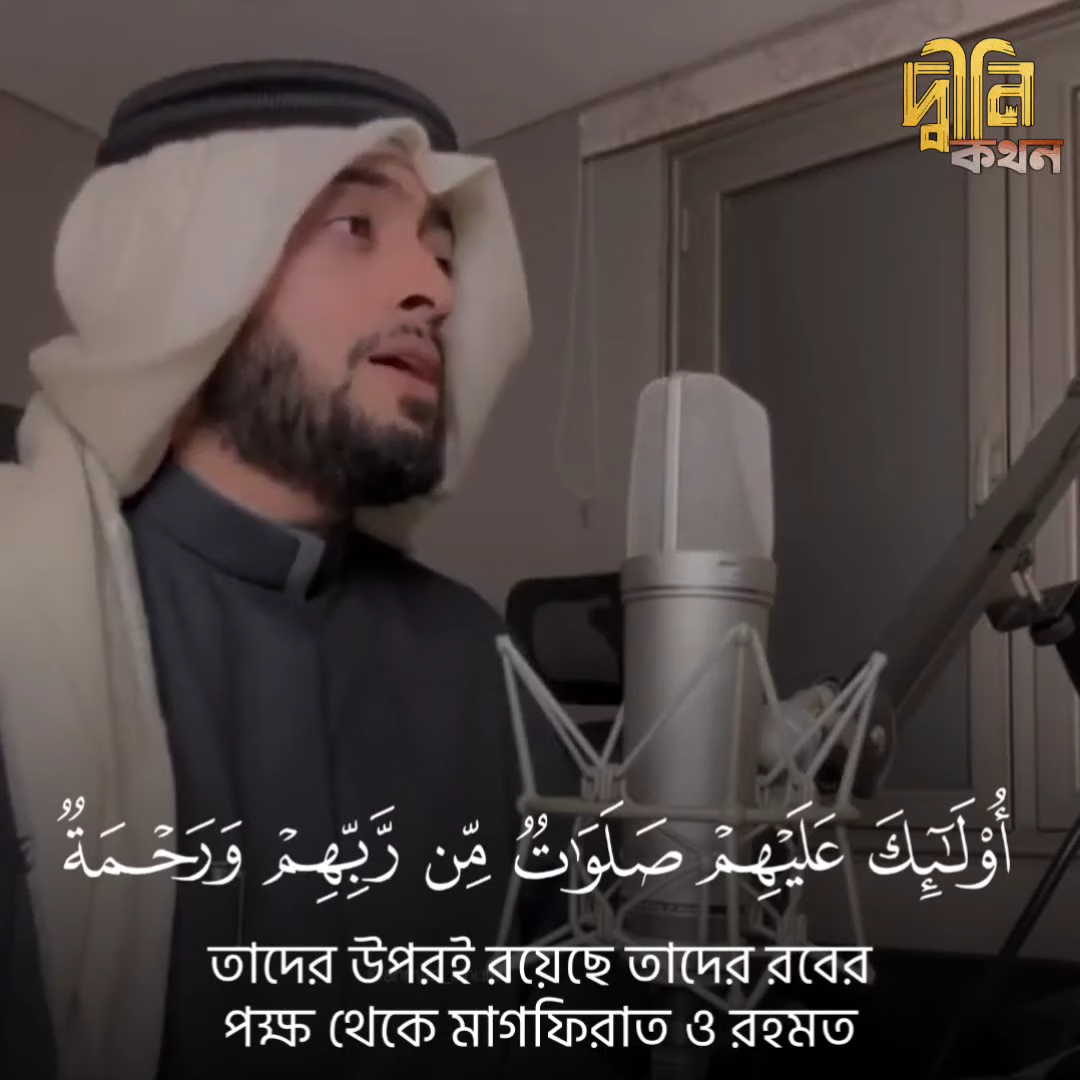 দ্বীনি
কথন
أُوْلَـٰٓئِكَ عَلَيۡهِمۡ صَلَوَٰتٞ مِّن رَّبِّهِمۡ وَرَحۡمَةٞ
তাদের উপরই রয়েছে তাদের রবের
পক্ষ থেকে মাগফিরাত ও রহমত